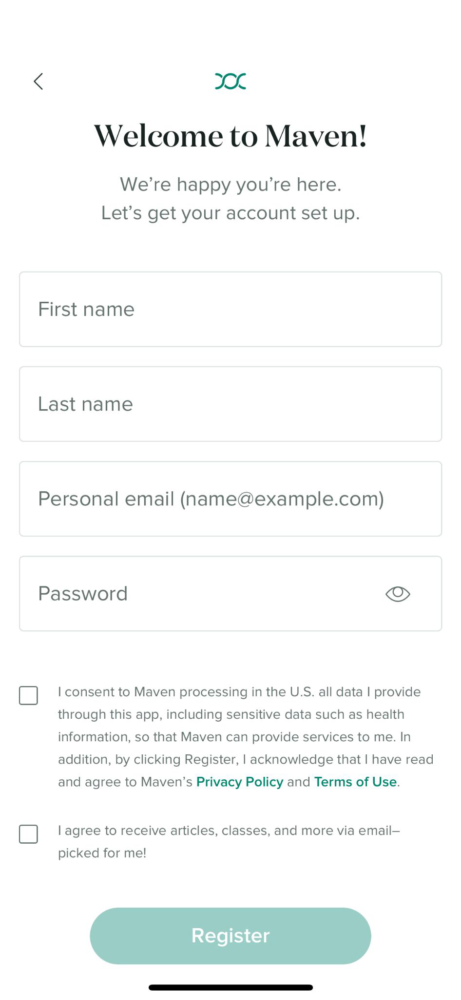 Welcome to Maven!
We’re happy you’re here.
Let’s get your account set up.
First name
Last name
Personal email (name@example.com)
Password
I consent to Maven processing in the U.S. all data I provide
through this app, including sensitive data such as health
information, so that Maven can provide services to me. In
addition, by clicking Register, I acknowledge that I have read
and agree to Maven’s Privacy Policy and Terms of Use.
I agree to receive articles, classes, and more via email–
picked for me!
Register